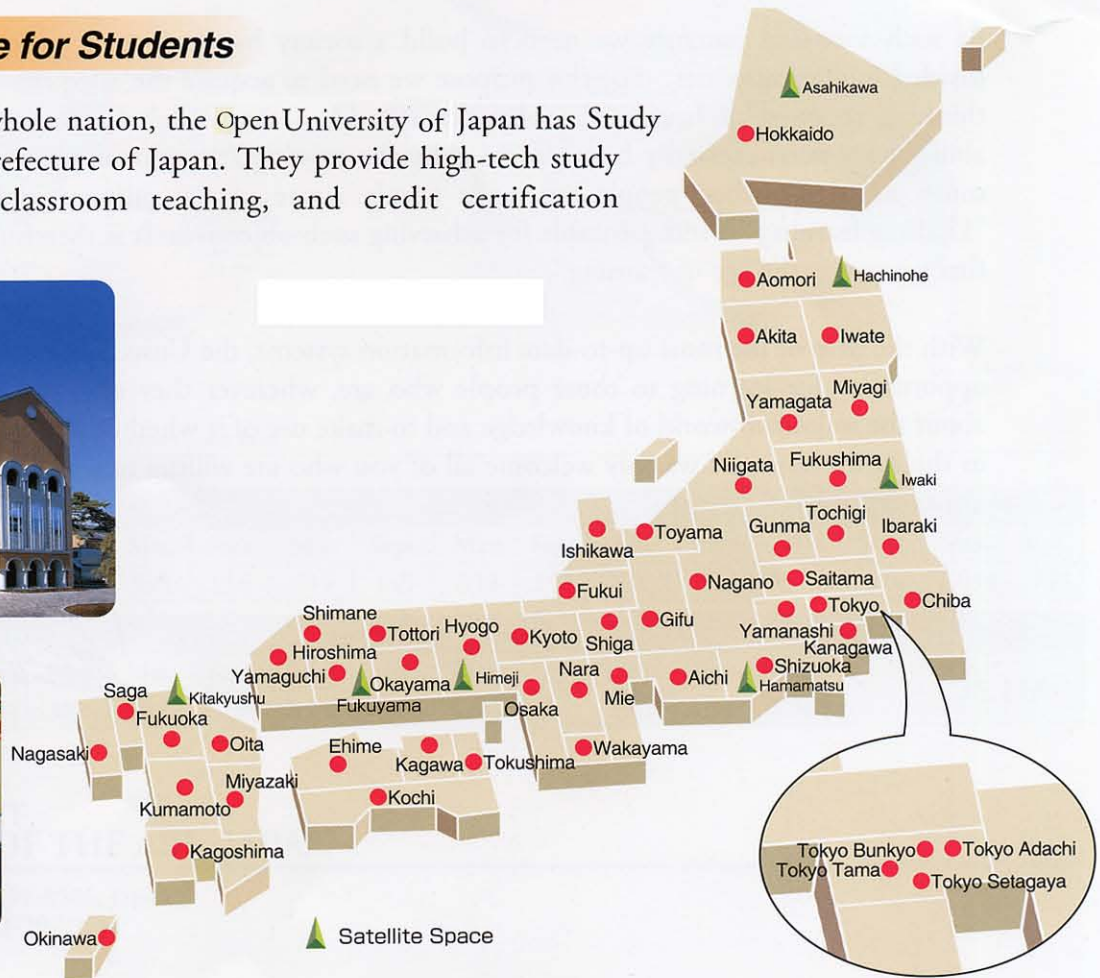 e for Students
whole nation, the Open University of Japan has Study
refecture of Japan. They provide high-tech study
classroom teaching, and credit certification
Asahikawa
Hokkaido
Aomori
Hachinohe
Akita
Iwate
Yamagata
Miyagi
Niigata
Fukushima
Iwaki
Ishikawa
Toyama
Gunma
Tochigi
Ibaraki
Fukui
Nagano
Saitama
Tokyo
Chiba
Shimane
Tottori
Hyogo
Kyoto
Shiga
Gifu
Yamanashi
Kanagawa
Hiroshima
Yamaguchi
Okayama
Himeji
Nara
Mie
Aichi
Shizuoka
Hamamatsu
Saga
Kitakyushu
Fukuyama
Osaka
Fukuoka
Nagasaki
Oita
Ehime
Kagawa
Tokushima
Wakayama
Miyazaki
Kumamoto
Kochi
Kagoshima
Tokyo Bunkyo
Tokyo Adachi
Tokyo Tama
Tokyo Setagaya
Okinawa
Satellite Space